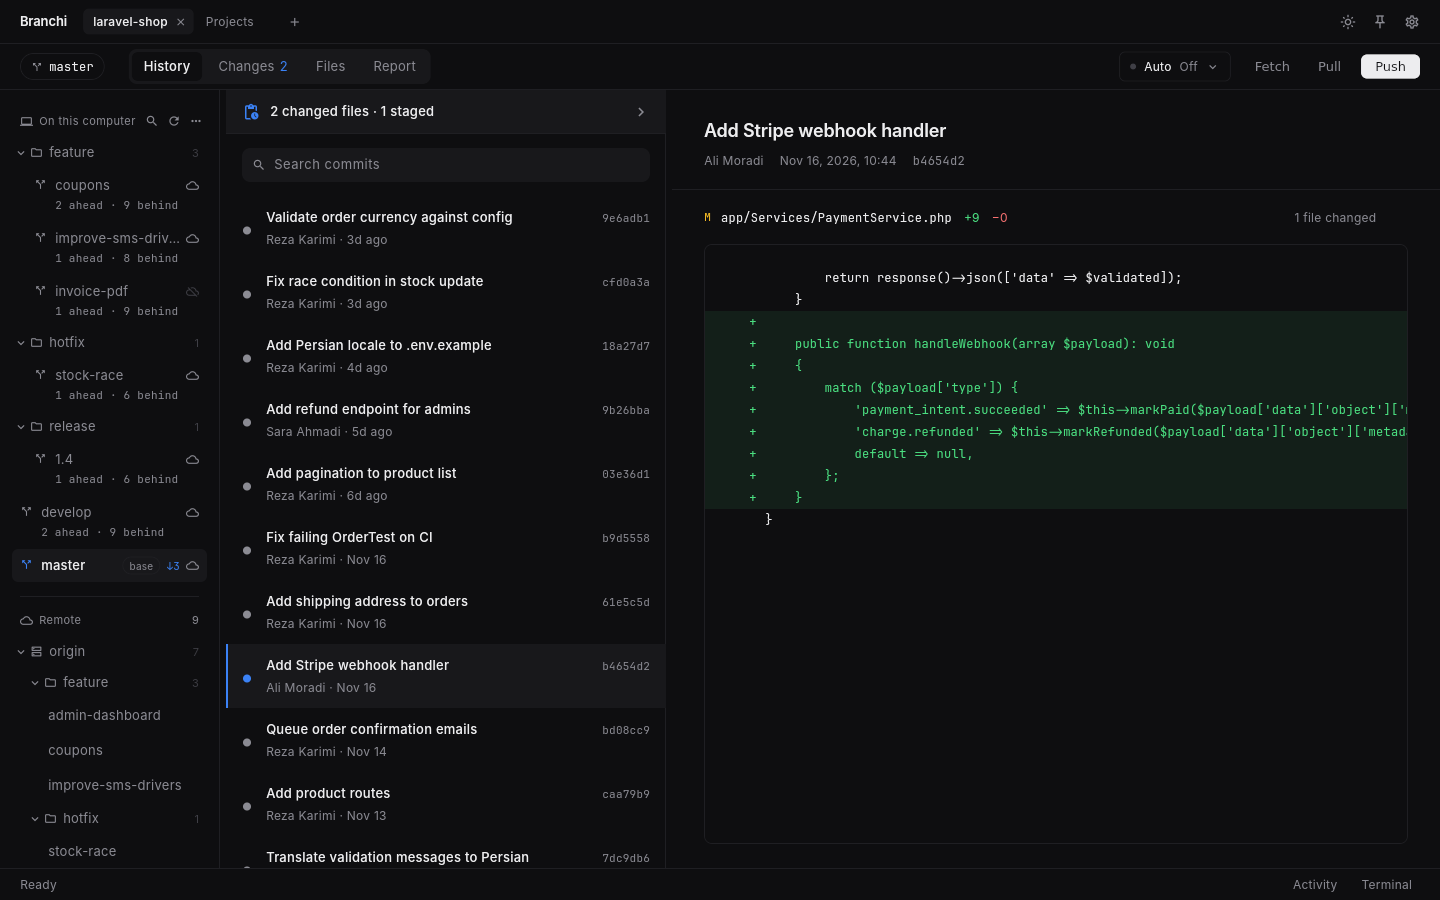 Branchi laravel-shop × Projects +
master History Changes 2 Files Report Auto Off Fetch Pull Push
On this computer
feature 3
coupons
2 ahead · 9 behind
improve-sms-driv...
1 ahead · 8 behind
invoice-pdf
1 ahead · 9 behind
hotfix 1
stock-race
1 ahead · 6 behind
release 1
1.4
1 ahead · 6 behind
develop
2 ahead · 9 behind
master base ↓3
Remote 9
origin 7
feature 3
admin-dashboard
coupons
improve-sms-drivers
hotfix 1
stock-race
2 changed files · 1 staged
Search commits
Validate order currency against config 9e6adb1
Reza Karimi · 3d ago
Fix race condition in stock update cfd0a3a
Reza Karimi · 3d ago
Add Persian locale to .env.example 18a27d7
Reza Karimi · 4d ago
Add refund endpoint for admins 9b26bba
Sara Ahmadi · 5d ago
Add pagination to product list 03e36d1
Reza Karimi · 6d ago
Fix failing OrderTest on CI b9d5558
Reza Karimi · Nov 16
Add shipping address to orders 61e5c5d
Reza Karimi · Nov 16
Add Stripe webhook handler b4654d2
Ali Moradi · Nov 16
Queue order confirmation emails bd08cc9
Reza Karimi · Nov 14
Add product routes caa79b9
Reza Karimi · Nov 13
Translate validation messages to Persian 7dc9db6
Add Stripe webhook handler
Ali Moradi Nov 16, 2026, 10:44 b4654d2
M app/Services/PaymentService.php +9 −0 1 file changed
return response()->json(['data' => $validated]);
}
+
+ public function handleWebhook(array $payload): void
+ {
+ match ($payload['type']) {
+ 'payment_intent.succeeded' => $this->markPaid($payload['data']['object']['
+ 'charge.refunded' => $this->markRefunded($payload['data']['object']['metad
+ default => null,
+ };
+ }
}
Ready Activity Terminal